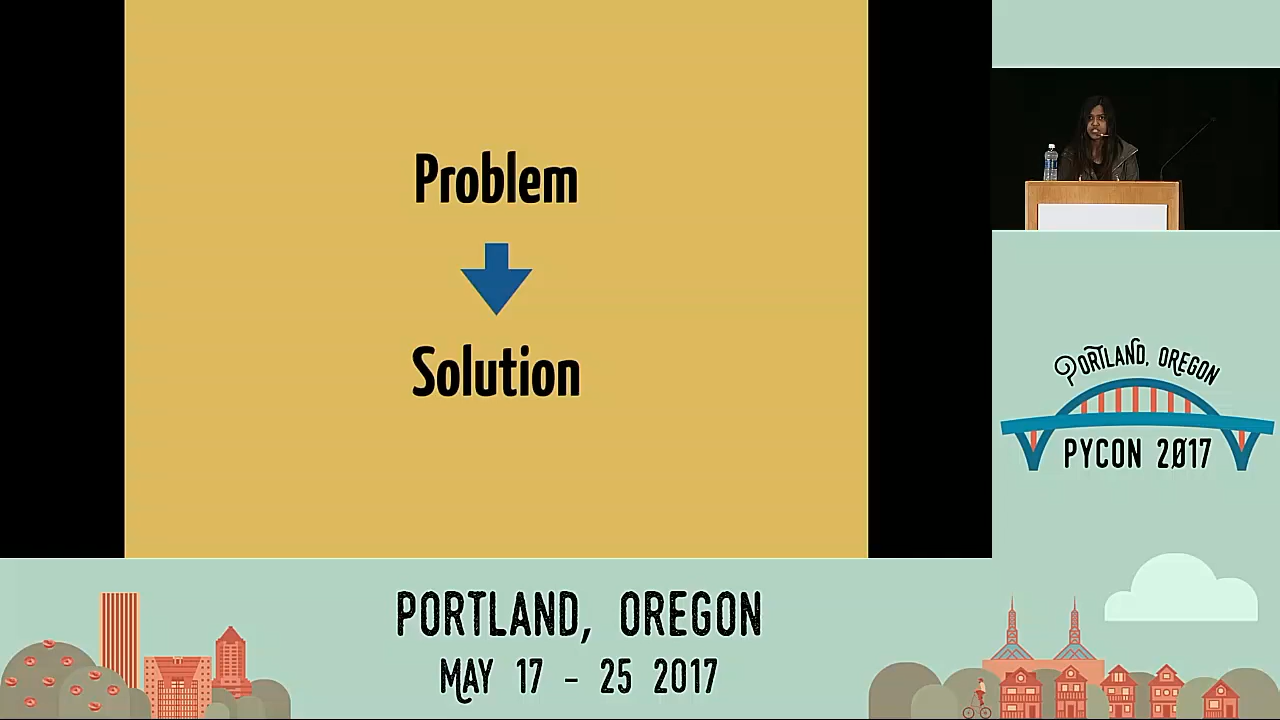 Problem
Solution
PORTLAND, OREGON
PYCON 2017
PORTLAND, OREGON
MAY 17 - 25 2017